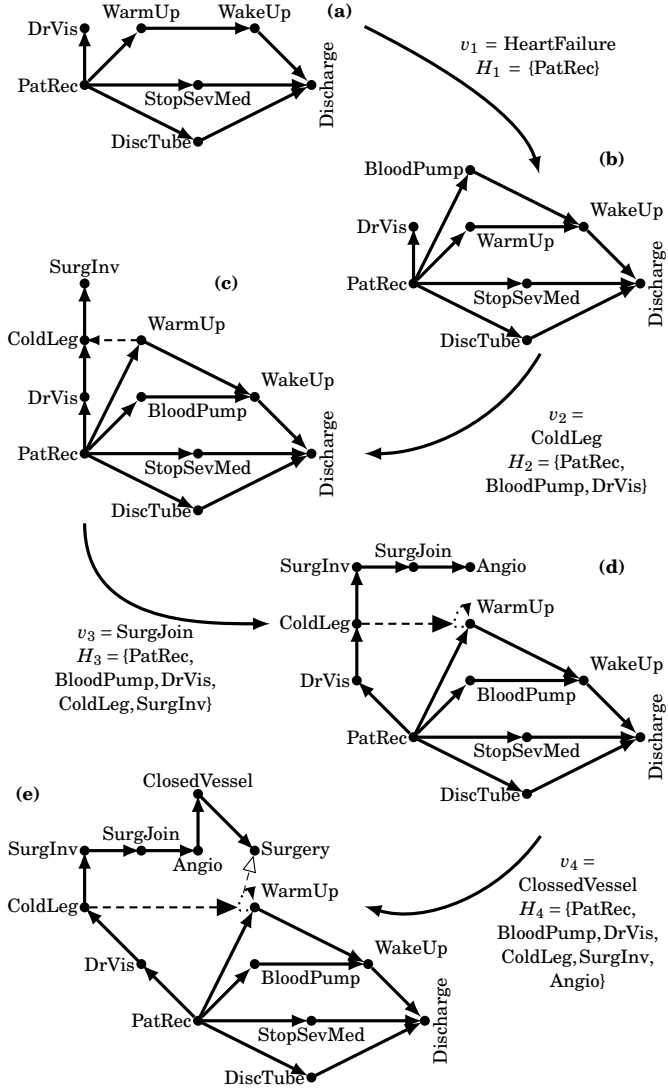 (a)
DrVis
WarmUp
WakeUp
PatRec
StopSevMed
DiscTube
Discharge
v1 = HeartFailure
H1 = {PatRec}
(b)
BloodPump
DrVis
WarmUp
WakeUp
PatRec
StopSevMed
DiscTube
Discharge
v2 =
ColdLeg
H2 = {PatRec,
BloodPump, DrVis}
(c)
SurgInv
ColdLeg
WarmUp
DrVis
BloodPump
WakeUp
PatRec
StopSevMed
DiscTube
Discharge
v3 = SurgJoin
H3 = {PatRec,
BloodPump, DrVis,
ColdLeg, SurgInv}
(d)
SurgInv
SurgJoin
Angio
ColdLeg
WarmUp
DrVis
BloodPump
WakeUp
PatRec
StopSevMed
DiscTube
Discharge
v4 =
ClossedVessel
H4 = {PatRec,
BloodPump, DrVis,
ColdLeg, SurgInv,
Angio}
(e)
ClosedVessel
SurgInv
SurgJoin
Angio
Surgery
ColdLeg
WarmUp
DrVis
BloodPump
WakeUp
PatRec
StopSevMed
DiscTube
Discharge